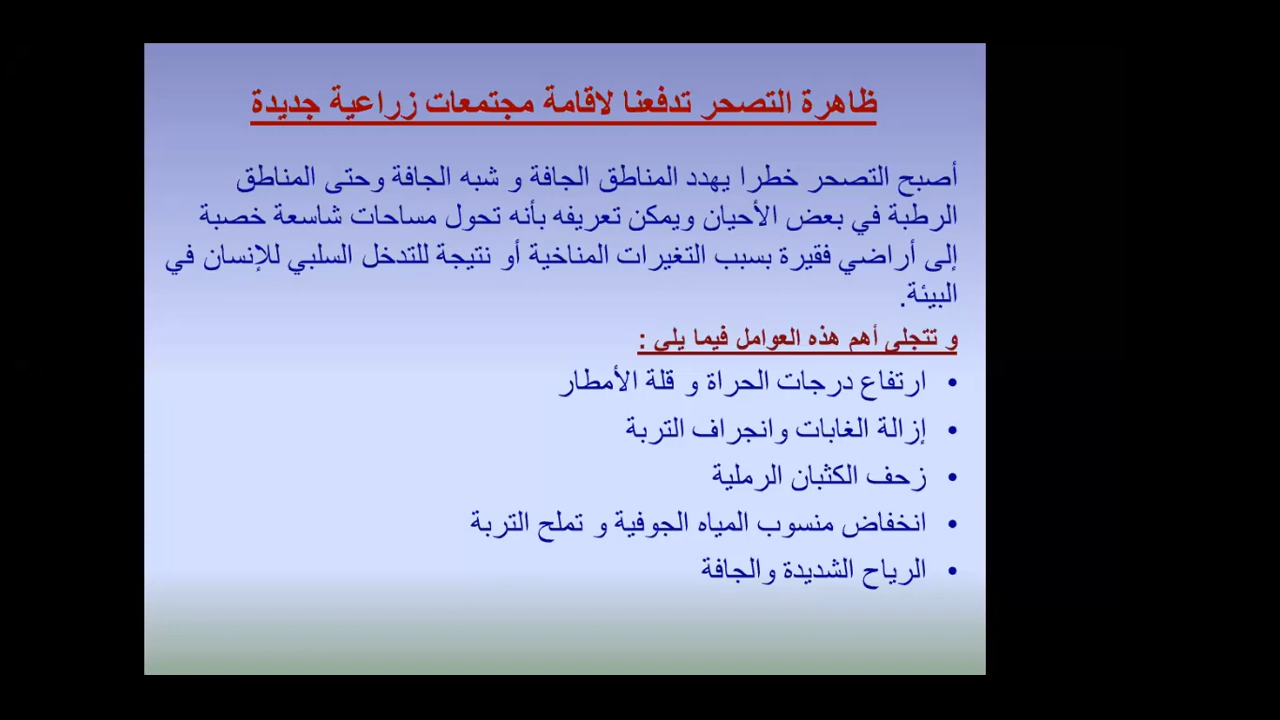 ظاهرة التصحر تدفعنا لاقامة مجتمعات زراعية جديدة
أصبح التصحر خطرا يهدد المناطق الجافة و شبه الجافة وحتى المناطق
الرطبة في بعض الأحيان ويمكن تعريفه بأنه تحول مساحات شاسعة خصبة
إلى أراضي فقيرة بسبب التغيرات المناخية أو نتيجة للتدخل السلبي للإنسان في
البيئة.
و تتجلى أهم هذه العوامل فيما يلي :
• ارتفاع درجات الحراة و قلة الأمطار
• إزالة الغابات وانجراف التربة
• زحف الكثبان الرملية
• انخفاض منسوب المياه الجوفية و تملح التربة
• الرياح الشديدة والجافة